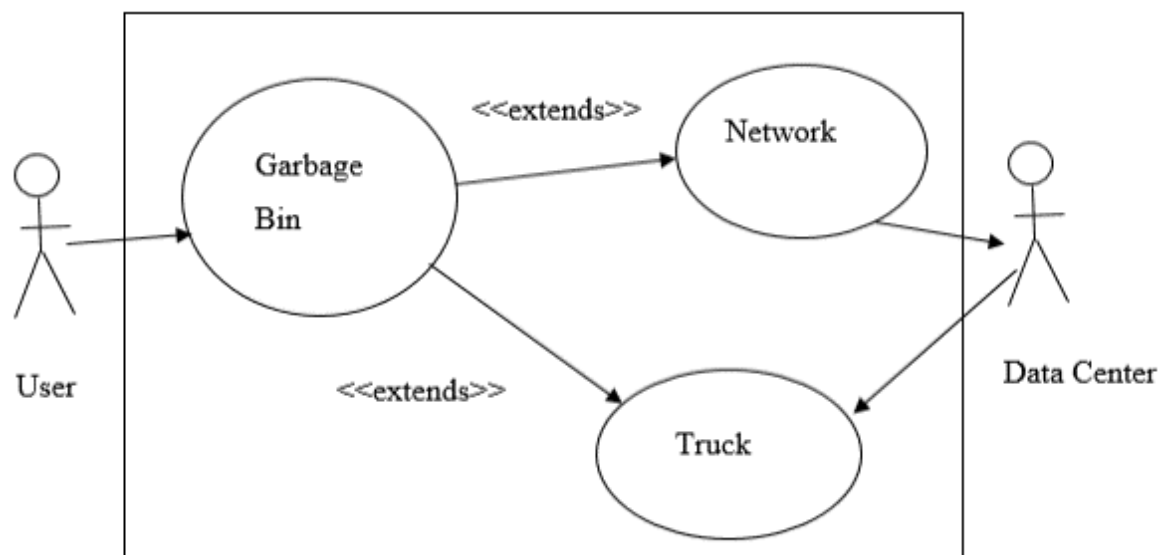 <<extends>>
Network
Garbage
Bin
User
<<extends>>
Data Center
Truck